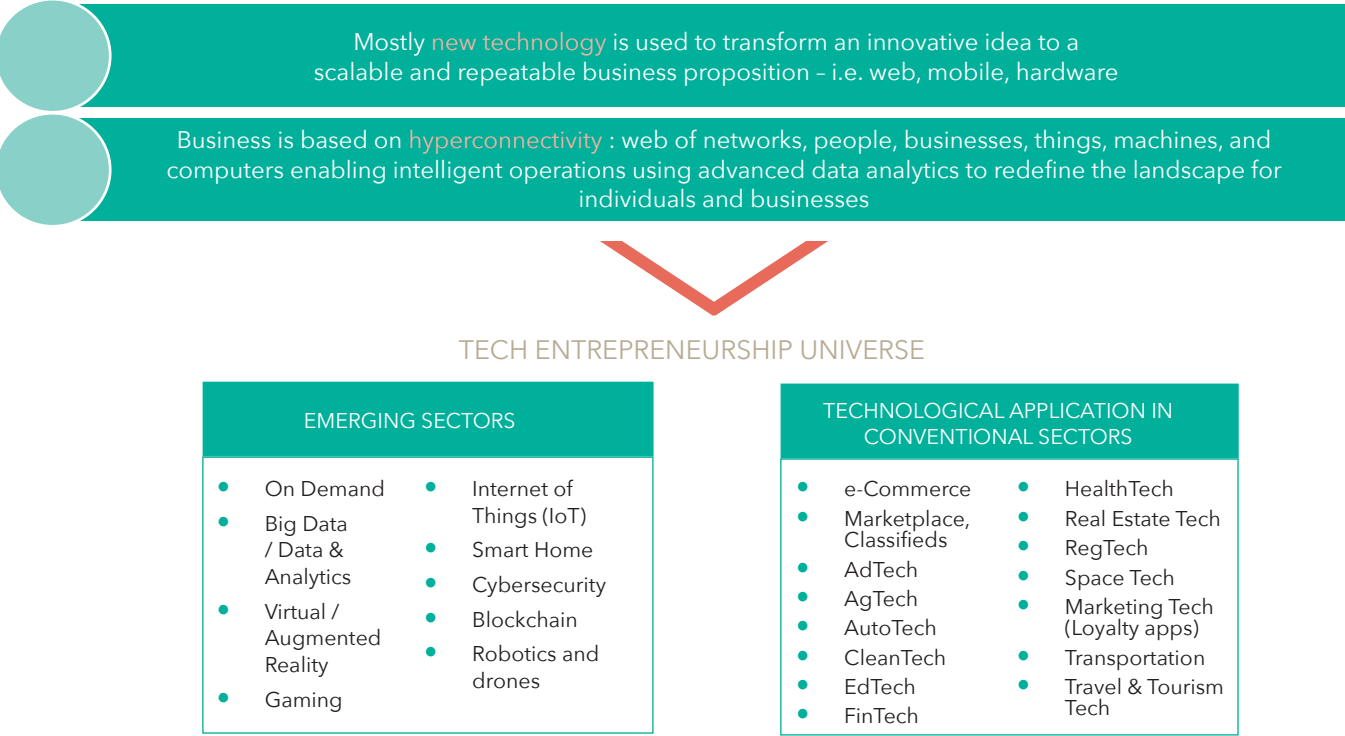 Mostly new technology is used to transform an innovative idea to a
scalable and repeatable business proposition – i.e. web, mobile, hardware
Business is based on hyperconnectivity : web of networks, people, businesses, things, machines, and
computers enabling intelligent operations using advanced data analytics to redefine the landscape for
individuals and businesses
TECH ENTREPRENEURSHIP UNIVERSE
EMERGING SECTORS
• On Demand
• Big Data
/ Data &
Analytics
• Virtual /
Augmented
Reality
• Gaming
• Internet of
Things (IoT)
• Smart Home
• Cybersecurity
• Blockchain
• Robotics and
drones
TECHNOLOGICAL APPLICATION IN
CONVENTIONAL SECTORS
• e-Commerce
• Marketplace,
Classifieds
• AdTech
• AgTech
• AutoTech
• CleanTech
• EdTech
• FinTech
• HealthTech
• Real Estate Tech
• RegTech
• Space Tech
• Marketing Tech
(Loyalty apps)
• Transportation
• Travel & Tourism
Tech